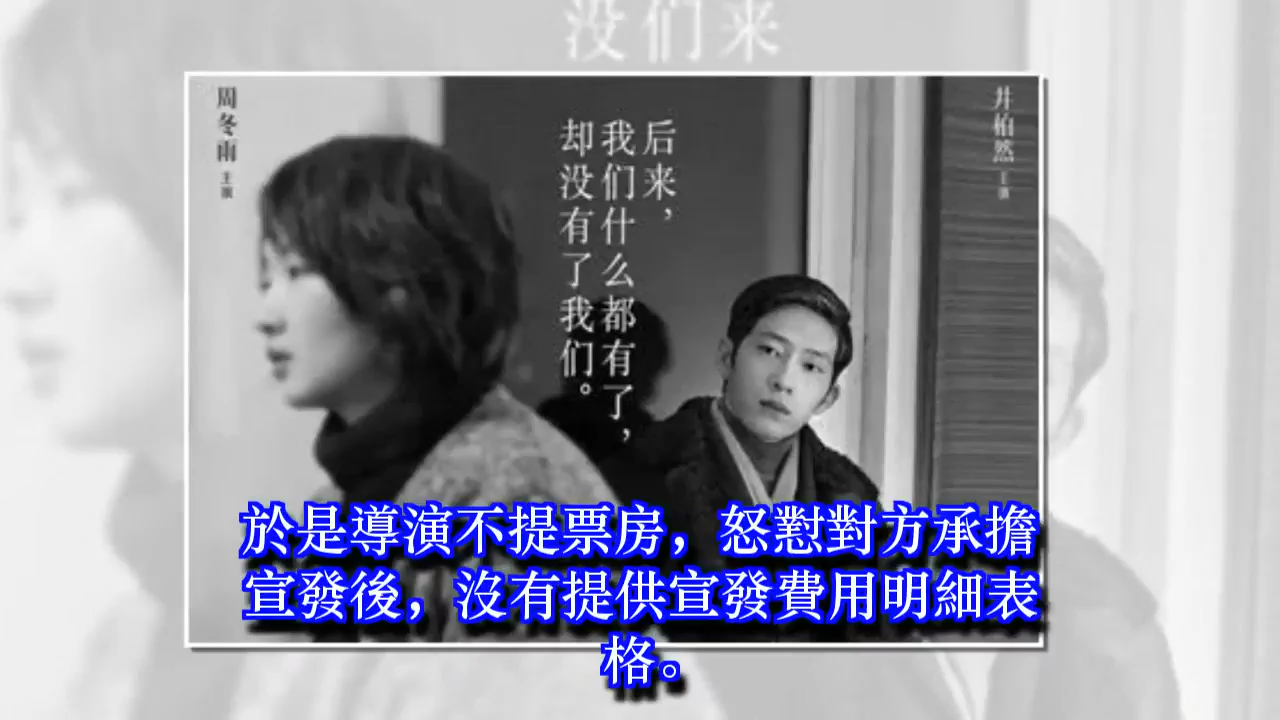 没们来
周冬雨 主演
后来，
我们什么都有了，
却没有了我们。
井柏然 主演
於是導演不提票房，怒懟對方承擔
宣發後，沒有提供宣發費用明細表
格。